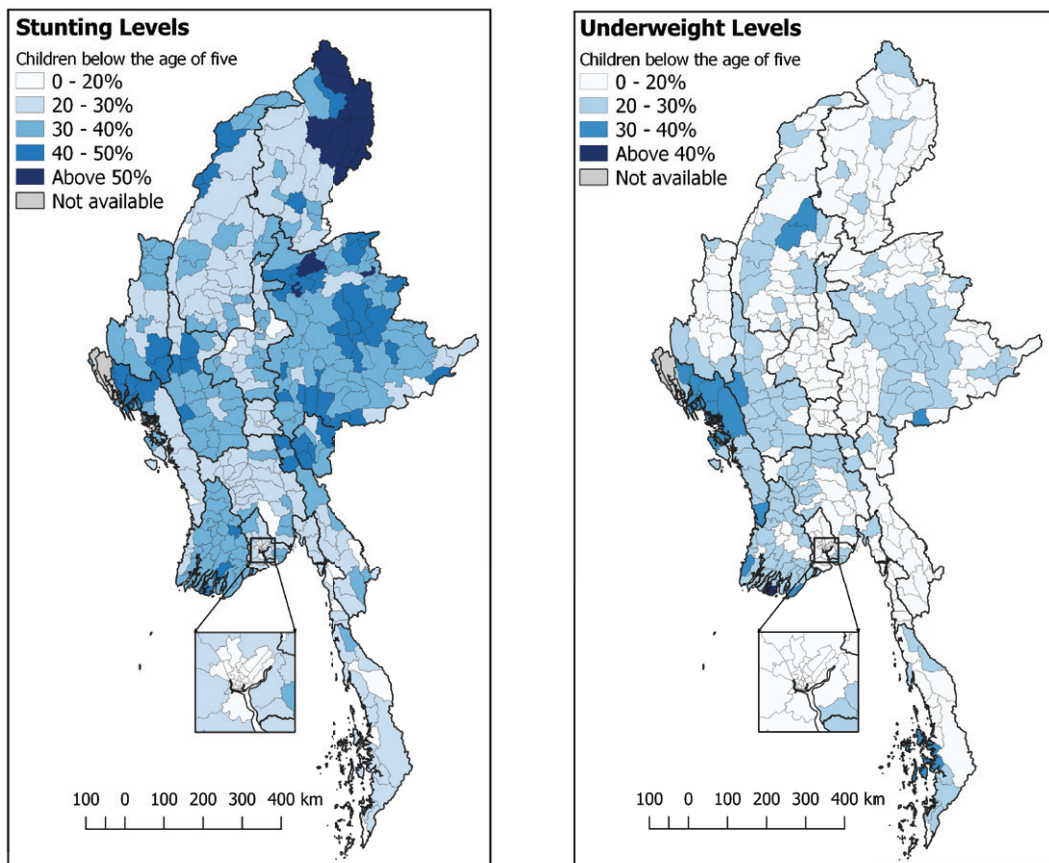 Stunting Levels
Children below the age of five
0 - 20%
20 - 30%
30 - 40%
40 - 50%
Above 50%
Not available
100 0 100 200 300 400 km
Underweight Levels
Children below the age of five
0 - 20%
20 - 30%
30 - 40%
Above 40%
Not available
100 0 100 200 300 400 km